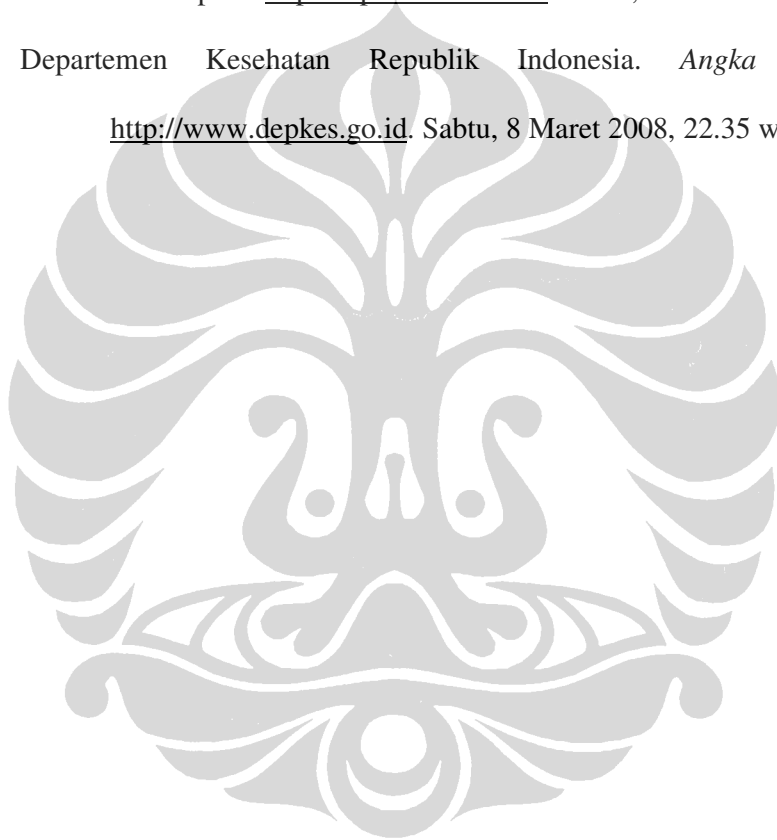 Departemen Kesehatan Republik Indonesia. Angka
http://www.depkes.go.id. Sabtu, 8 Maret 2008, 22.35 w